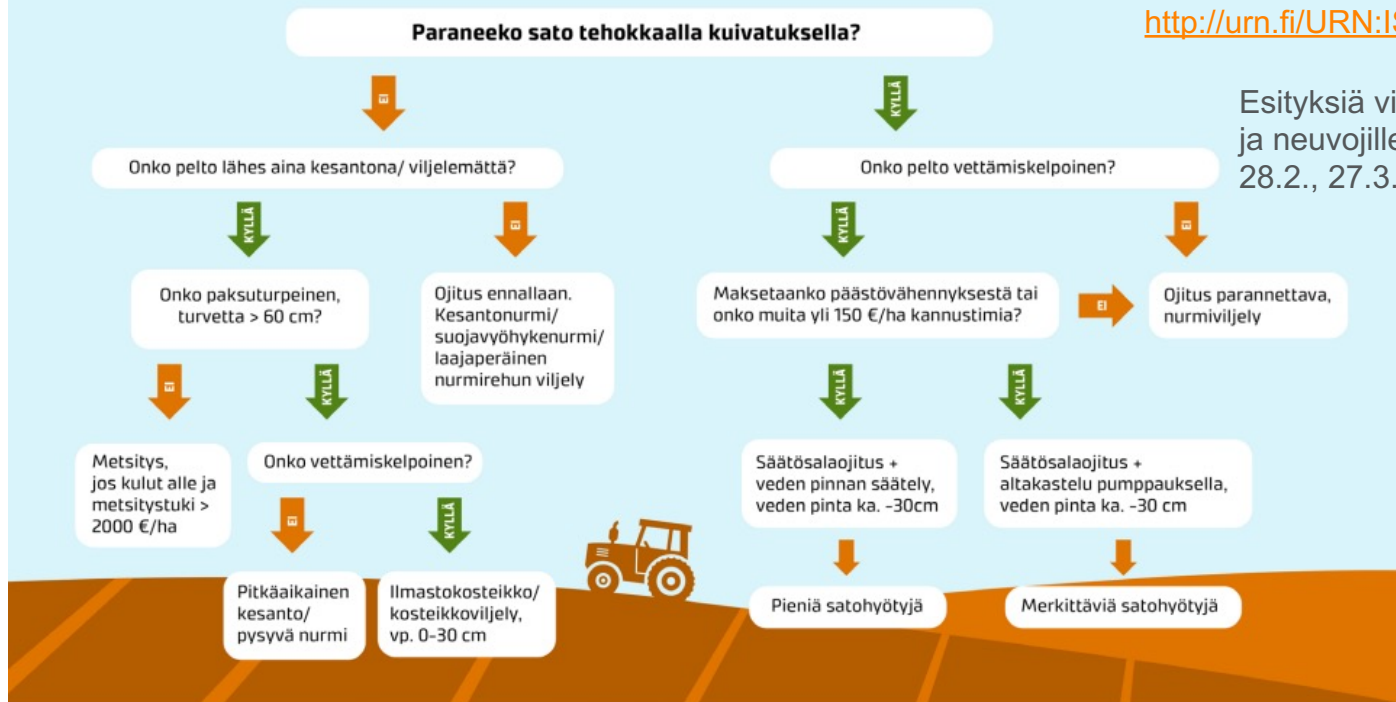 Paraneeko sato tehokkaalla kuivatuksella?
http://urn.fi/URN:IS
Esityksiä vi
ja neuvojille
28.2., 27.3.
EI
KYLLÄ
Onko pelto lähes aina kesantona/ viljelemättä?
Onko pelto vettämiskelpoinen?
KYLLÄ
EI
KYLLÄ
EI
Onko paksuturpeinen,
turvetta > 60 cm?
Ojitus ennallaan.
Kesantonurmi/
suojavyöhykenurmi/
laajaperäinen
nurmirehun viljely
Maksetaanko päästövähennyksestä tai
onko muita yli 150 €/ha kannustimia?
EI
Ojitus parannettava,
nurmiviljely
EI
KYLLÄ
KYLLÄ
KYLLÄ
Metsitys,
jos kulut alle ja
metsitystuki >
2000 €/ha
Onko vettämiskelpoinen?
Säätösalaojitus +
veden pinnan säätely,
veden pinta ka. -30cm
Säätösalaojitus +
altakastelu pumppauksella,
veden pinta ka. -30 cm
EI
KYLLÄ
Pitkäaikainen
kesanto/
pysyvä nurmi
Ilmastokosteikko/
kosteikkoviljely,
vp. 0-30 cm
Pieniä satohyötyjä
Merkittäviä satohyötyjä